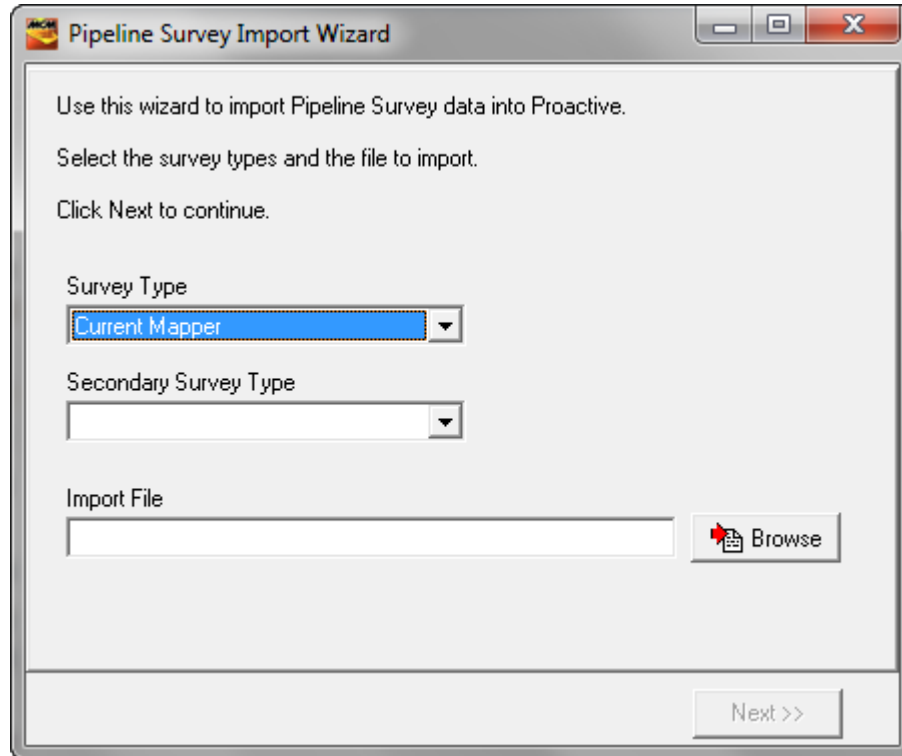 MCM
Pipeline Survey Import Wizard
Use this wizard to import Pipeline Survey data into Proactive.
Select the survey types and the file to import.
Click Next to continue.
Survey Type
Current Mapper
Secondary Survey Type
Import File
Browse
Next >>